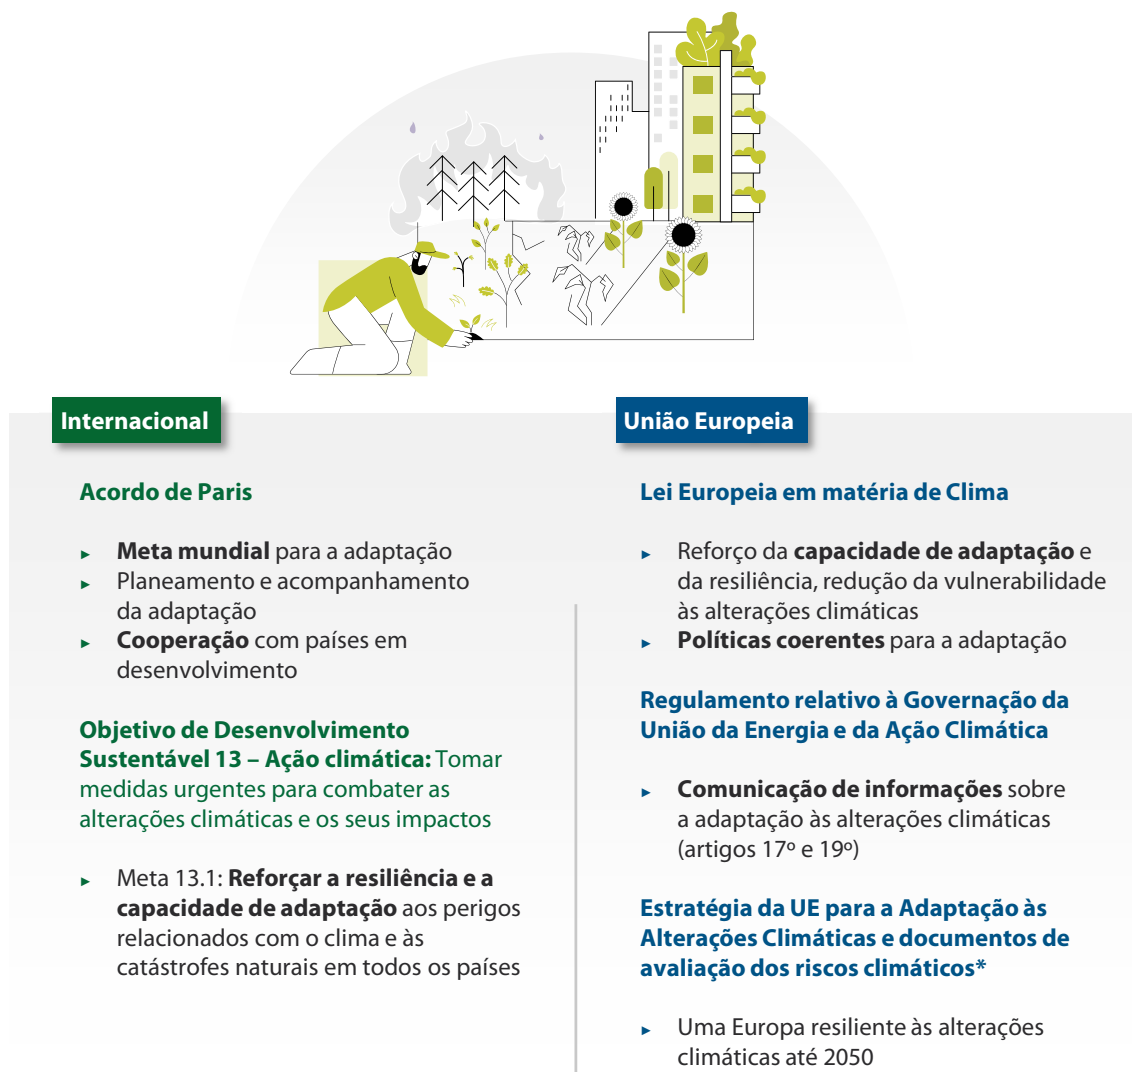 Internacional
Acordo de Paris
► Meta mundial para a adaptação
► Planeamento e acompanhamento
da adaptação
► Cooperação com países em
desenvolvimento
Objetivo de Desenvolvimento
Sustentável 13 – Ação climática: Tomar
medidas urgentes para combater as
alterações climáticas e os seus impactos
► Meta 13.1: Reforçar a resiliência e a
capacidade de adaptação aos perigos
relacionados com o clima e às
catástrofes naturais em todos os países
União Europeia
Lei Europeia em matéria de Clima
► Reforço da capacidade de adaptação e
da resiliência, redução da vulnerabilidade
às alterações climáticas
► Políticas coerentes para a adaptação
Regulamento relativo à Governação da
União da Energia e da Ação Climática
► Comunicação de informações sobre
a adaptação às alterações climáticas
(artigos 17º e 19º)
Estratégia da UE para a Adaptação às
Alterações Climáticas e documentos de
avaliação dos riscos climáticos*
► Uma Europa resiliente às alterações
climáticas até 2050